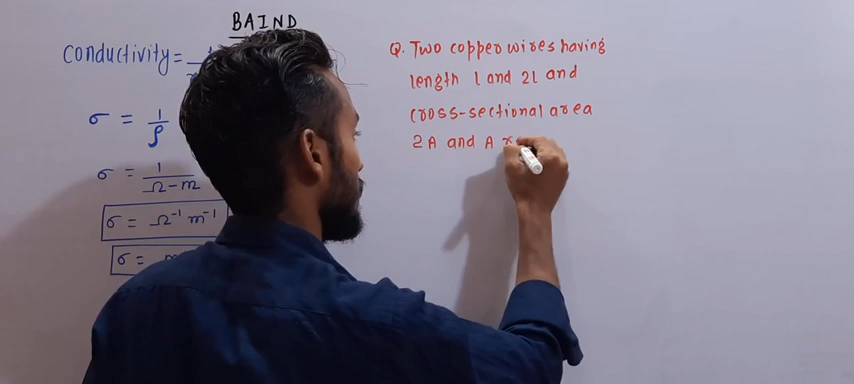 BAIND
Conductivity =
σ = 1/ρ
σ = 1/Ω-m
σ = Ω⁻¹ m⁻¹
σ =
Q. Two copper wires having
length l and 2l and
cross-sectional area
2A and A